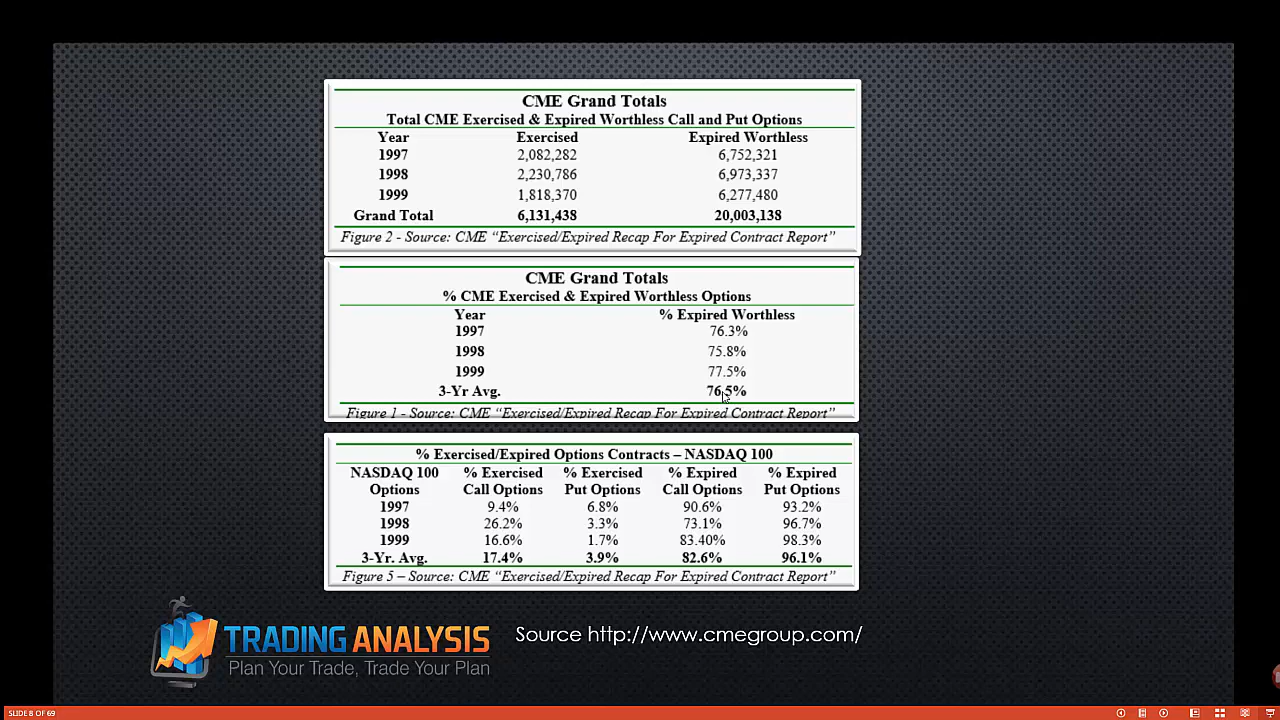 CME Grand Totals
Total CME Exercised & Expired Worthless Call and Put Options
Year Exercised Expired Worthless
1997 2,082,282 6,752,321
1998 2,230,786 6,973,337
1999 1,818,370 6,277,480
Grand Total 6,131,438 20,003,138
Figure 2 - Source: CME “Exercised/Expired Recap For Expired Contract Report”
CME Grand Totals
% CME Exercised & Expired Worthless Options
Year % Expired Worthless
1997 76.3%
1998 75.8%
1999 77.5%
3-Yr Avg. 76.5%
Figure 1 - Source: CME “Exercised/Expired Recap For Expired Contract Report”
% Exercised/Expired Options Contracts – NASDAQ 100
NASDAQ 100 % Exercised % Exercised % Expired % Expired
Options Call Options Put Options Call Options Put Options
1997 9.4% 6.8% 90.6% 93.2%
1998 26.2% 3.3% 73.1% 96.7%
1999 16.6% 1.7% 83.40% 98.3%
3-Yr. Avg. 17.4% 3.9% 82.6% 96.1%
Figure 5 – Source: CME “Exercised/Expired Recap For Expired Contract Report”
TRADING ANALYSIS
Plan Your Trade, Trade Your Plan
Source http://www.cmegroup.com/
SLIDE 8 OF 69